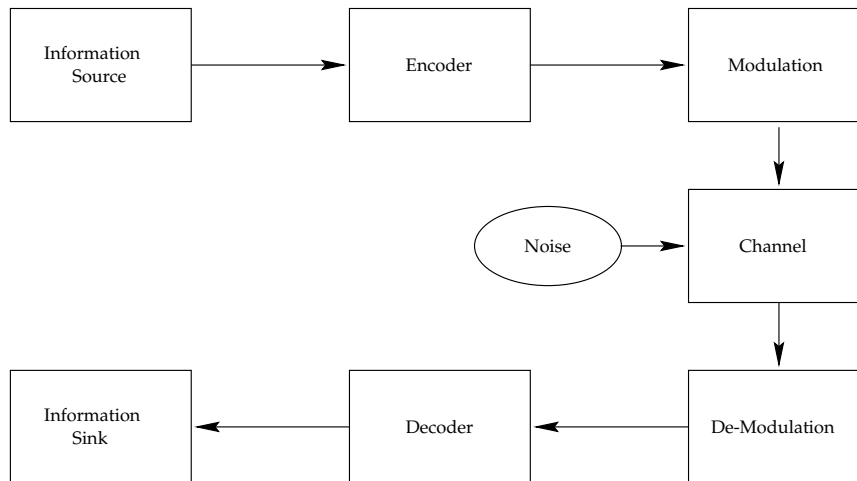 Information
Source
Encoder
Modulation
Noise
Channel
Information
Sink
Decoder
De-Modulation